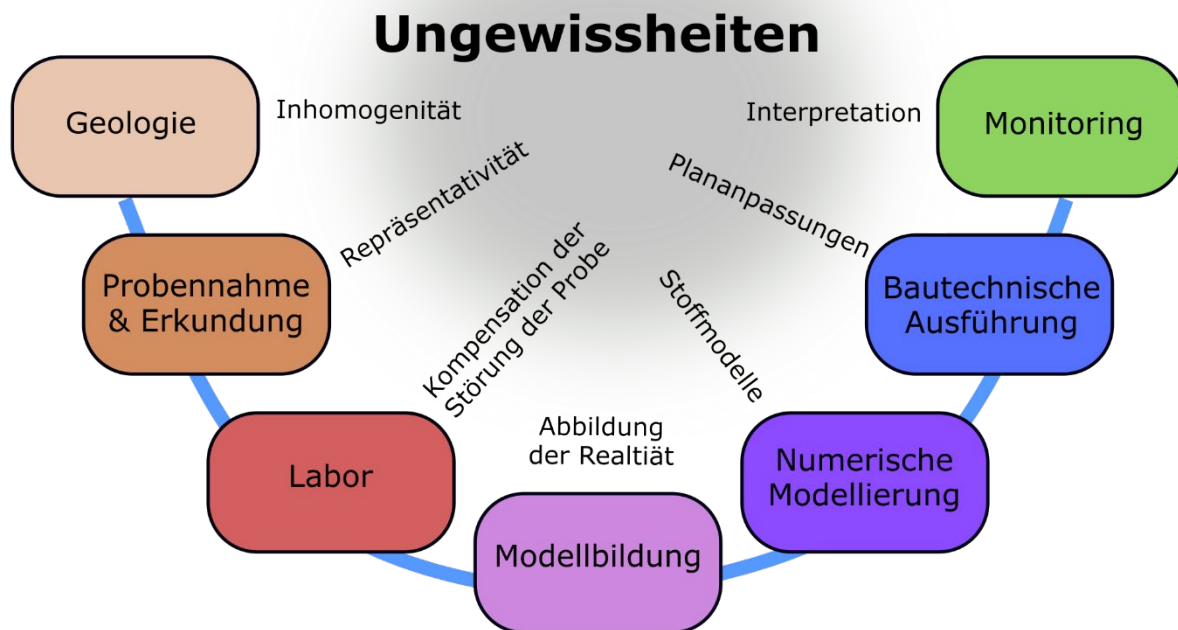 Ungewissheiten
Geologie
Inhomogenität
Interpretation
Monitoring
Repräsentativität
Plananpassungen
Probennahme
& Erkundung
Kompensation der
Störung der Probe
Stoffmodelle
Bautechnische
Ausführung
Labor
Abbildung
der Realtiät
Numerische
Modellierung
Modellbildung